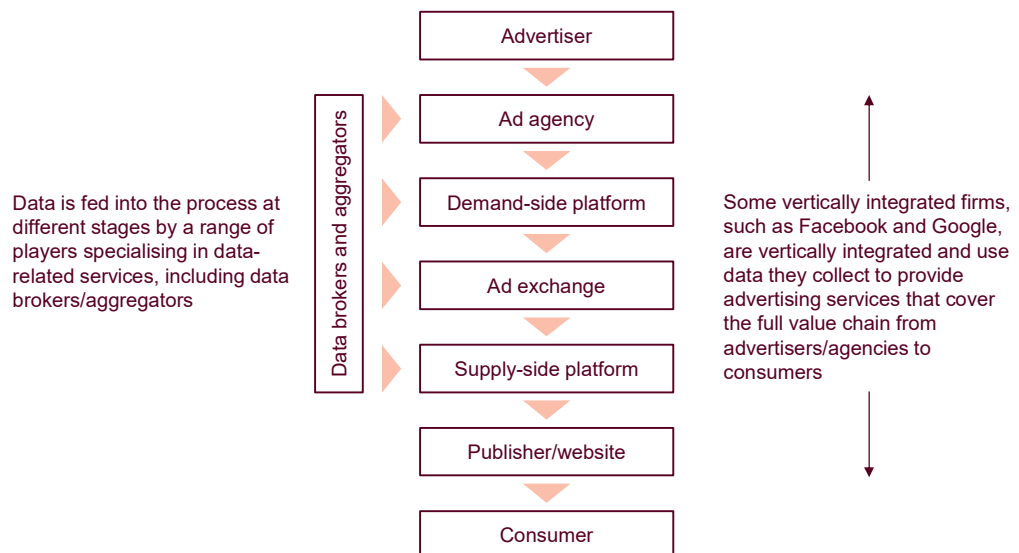 Advertiser
Ad agency
Demand-side platform
Ad exchange
Supply-side platform
Publisher/website
Consumer
Data brokers and aggregators
Data is fed into the process at
different stages by a range of
players specialising in data-
related services, including data
brokers/aggregators
Some vertically integrated firms,
such as Facebook and Google,
are vertically integrated and use
data they collect to provide
advertising services that cover
the full value chain from
advertisers/agencies to
consumers